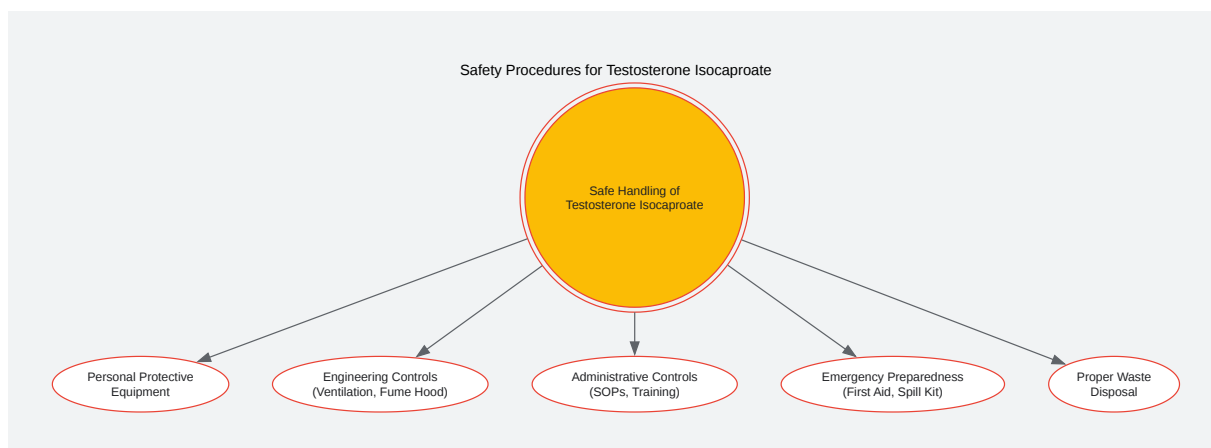 Safety Procedures for Testosterone Isocaproate
Safe Handling of
Testosterone Isocaproate
Personal Protective
Equipment
Engineering Controls
(Ventilation, Fume Hood)
Administrative Controls
(SOPs, Training)
Emergency Preparedness
(First Aid, Spill Kit)
Proper Waste
Disposal